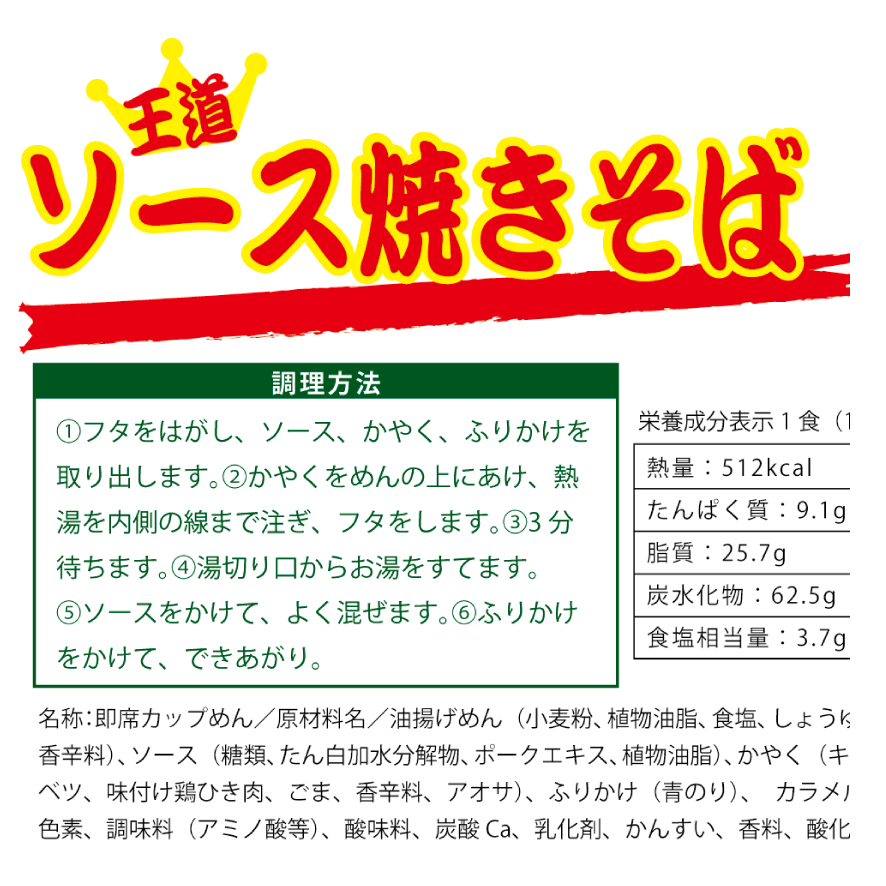 王道
ソース焼きそば
調理方法
①フタをはがし、ソース、かやく、ふりかけを
取り出します。②かやくをめんの上にあけ、熱
湯を内側の線まで注ぎ、フタをします。③3 分
待ちます。④湯切り口からお湯をすてます。
⑤ソースをかけて、よく混ぜます。⑥ふりかけ
をかけて、できあがり。
栄養成分表示 1 食（1
熱量：512kcal
たんぱく質：9.1g
脂質：25.7g
炭水化物：62.5g
食塩相当量：3.7g
名称：即席カップめん／原材料名／油揚げめん（小麦粉、植物油脂、食塩、しょうゆ
香辛料）、ソース（糖類、たん白加水分解物、ポークエキス、植物油脂）、かやく（キ
ベツ、味付け鶏ひき肉、ごま、香辛料、アオサ）、ふりかけ（青のり）、 カラメル
色素、調味料（アミノ酸等）、酸味料、炭酸 Ca、乳化剤、かんすい、香料、酸化